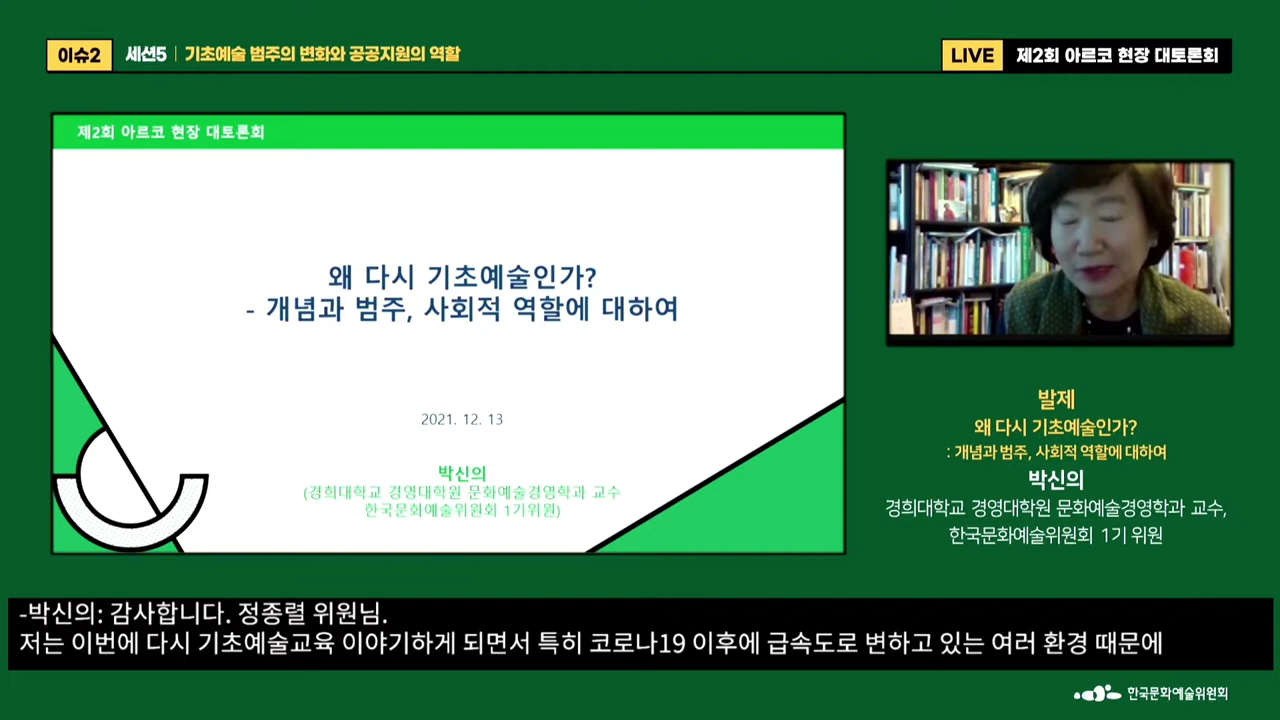 이슈2 세션5 기초예술 범주의 변화와 공공지원의 역할
LIVE 제2회 아르코 현장 대토론회
제2회 아르코 현장 대토론회
왜 다시 기초예술인가?
- 개념과 범주, 사회적 역할에 대하여
2021. 12. 13
박신의
(경희대학교 경영대학원 문화예술경영학과 교수
한국문화예술위원회 1기위원)
발제
왜 다시 기초예술인가?
: 개념과 범주, 사회적 역할에 대하여
박신의
경희대학교 경영대학원 문화예술경영학과 교수,
한국문화예술위원회 1기 위원
-박신의: 감사합니다. 정종렬 위원님.
저는 이번에 다시 기초예술교육 이야기하게 되면서 특히 코로나19 이후에 급속도로 변하고 있는 여러 환경 때문에
한국문화예술위원회